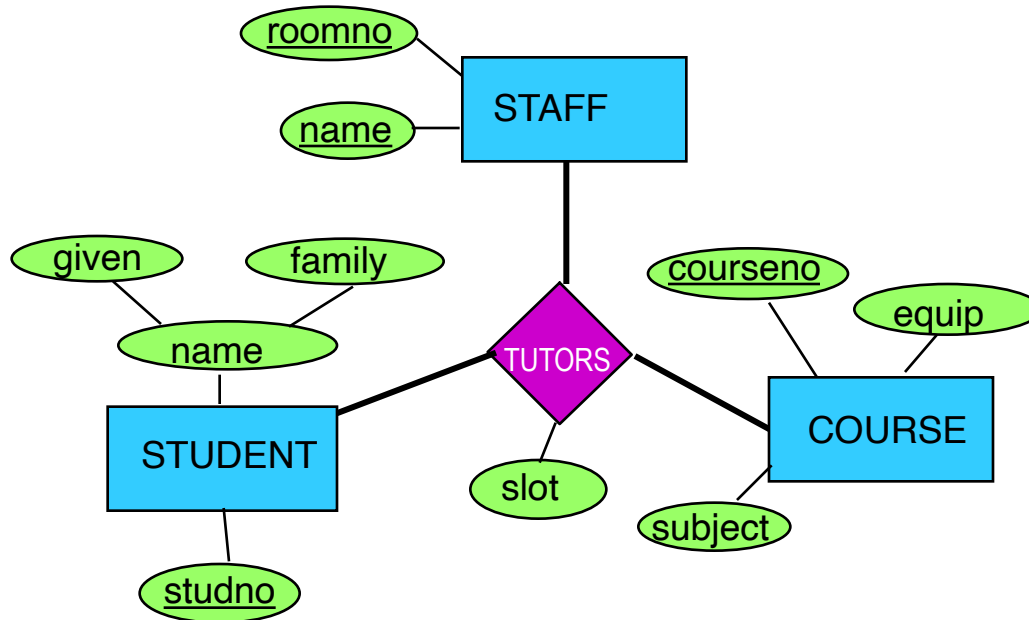 roomno
STAFF
name
given
family
courseno
equip
name
TUTORS
STUDENT
COURSE
slot
subject
studno